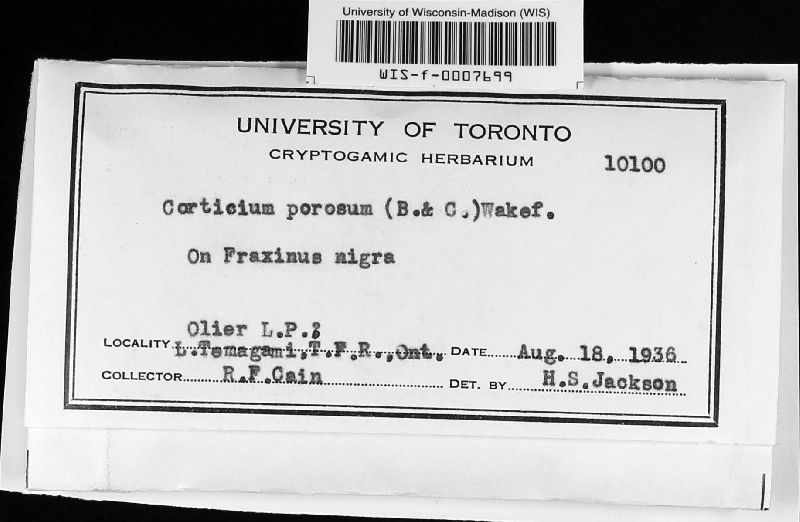 University of Wisconsin-Madison (WIS)
WIS-f-0007699
UNIVERSITY OF TORONTO
CRYPTOGAMIC HERBARIUM 10100
Corticium porosum (B.& C.)Wakef.
On Fraxinus nigra
Olier L.P.;
LOCALITY L.Temagami,T.F.R.,Ont. DATE Aug. 18, 1936
COLLECTOR R.F.Cain DET. BY H.S.Jackson